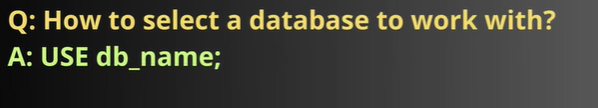 Q: How to select a database to work with?
A: USE db_name;